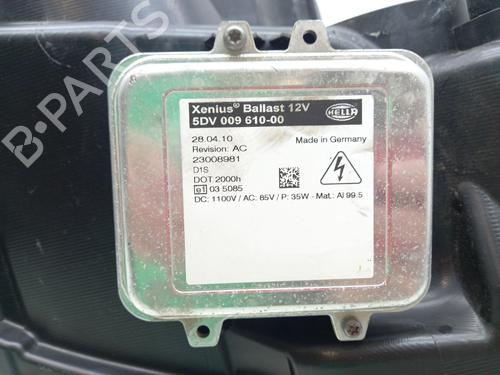 Xenius® Ballast 12V
5DV 009 610-00
HELLA
28.04.10
Made in Germany
Revision: AC
23008981
D1S
DOT 2000h
e1 03 5085
DC: 1100V / AC: 85V / P: 35W - Mat.: Al 99.5
B-PARTS